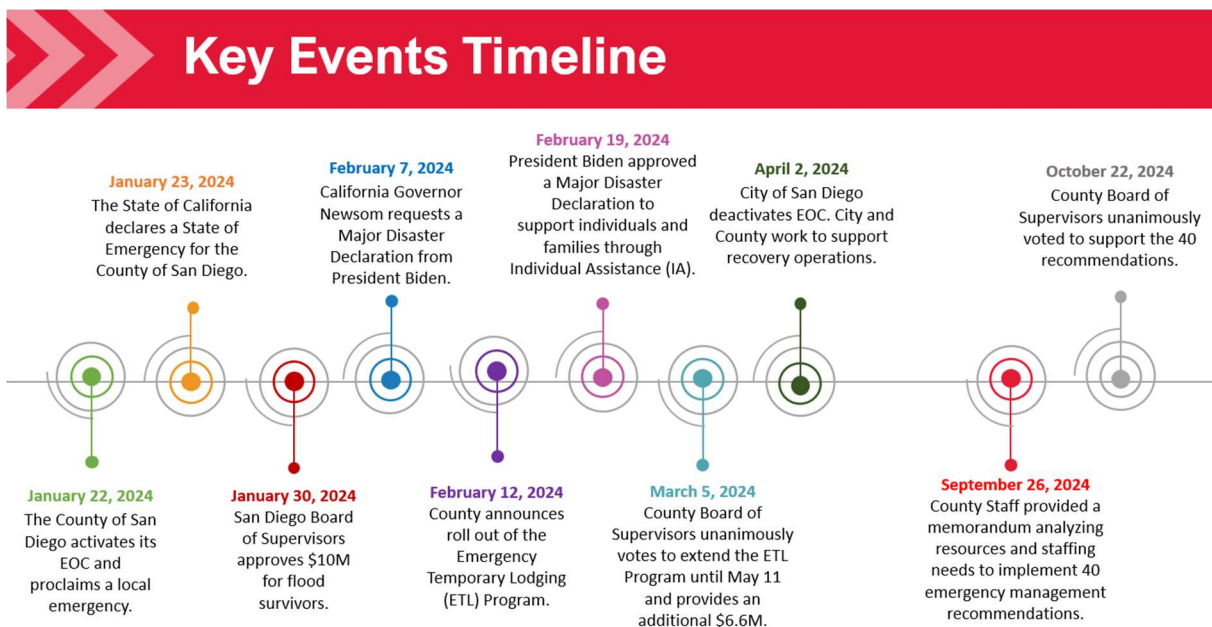 Key Events Timeline
January 22, 2024
The County of San
Diego activates its
EOC and
proclaims a local
emergency.
January 23, 2024
The State of California
declares a State of
Emergency for the
County of San Diego.
January 30, 2024
San Diego Board
of Supervisors
approves $10M
for flood
survivors.
February 7, 2024
California Governor
Newsom requests a
Major Disaster
Declaration from
President Biden.
February 12, 2024
County announces
roll out of the
Emergency
Temporary Lodging
(ETL) Program.
February 19, 2024
President Biden approved
a Major Disaster
Declaration to
support individuals and
families through
Individual Assistance (IA).
March 5, 2024
County Board of
Supervisors unanimously
votes to extend the ETL
Program until May 11
and provides an
additional $6.6M.
April 2, 2024
City of San Diego
deactivates EOC. City and
County work to support
recovery operations.
September 26, 2024
County Staff provided a
memorandum analyzing
resources and staffing
needs to implement 40
emergency management
recommendations.
October 22, 2024
County Board of
Supervisors unanimously
voted to support the 40
recommendations.